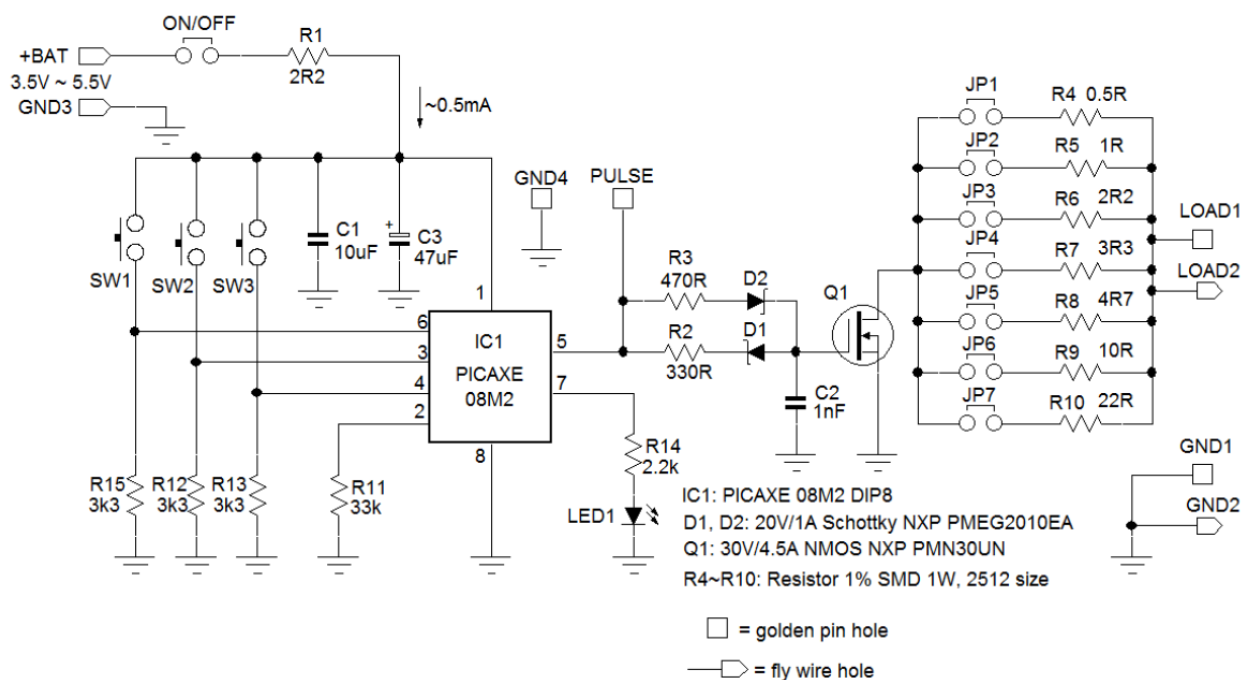 ON/OFF
+BAT
R1
2R2
3.5V ~ 5.5V
GND3
~0.5mA
JP1
R4 0.5R
JP2
R5 1R
JP3
R6 2R2
JP4
R7 3R3
JP5
R8 4R7
JP6
R9 10R
JP7
R10 22R
LOAD1
LOAD2
GND4
PULSE
SW1
SW2
SW3
C1
10uF
+
C3
47uF
R3
470R
D2
D1
R2
330R
Q1
C2
1nF
1
6
3
4
2
5
7
8
IC1
PICAXE
08M2
R14
2.2k
LED1
R15
3k3
R12
3k3
R13
3k3
R11
33k
GND1
GND2
IC1: PICAXE 08M2 DIP8
D1, D2: 20V/1A Schottky NXP PMEG2010EA
Q1: 30V/4.5A NMOS NXP PMN30UN
R4~R10: Resistor 1% SMD 1W, 2512 size
= golden pin hole
= fly wire hole